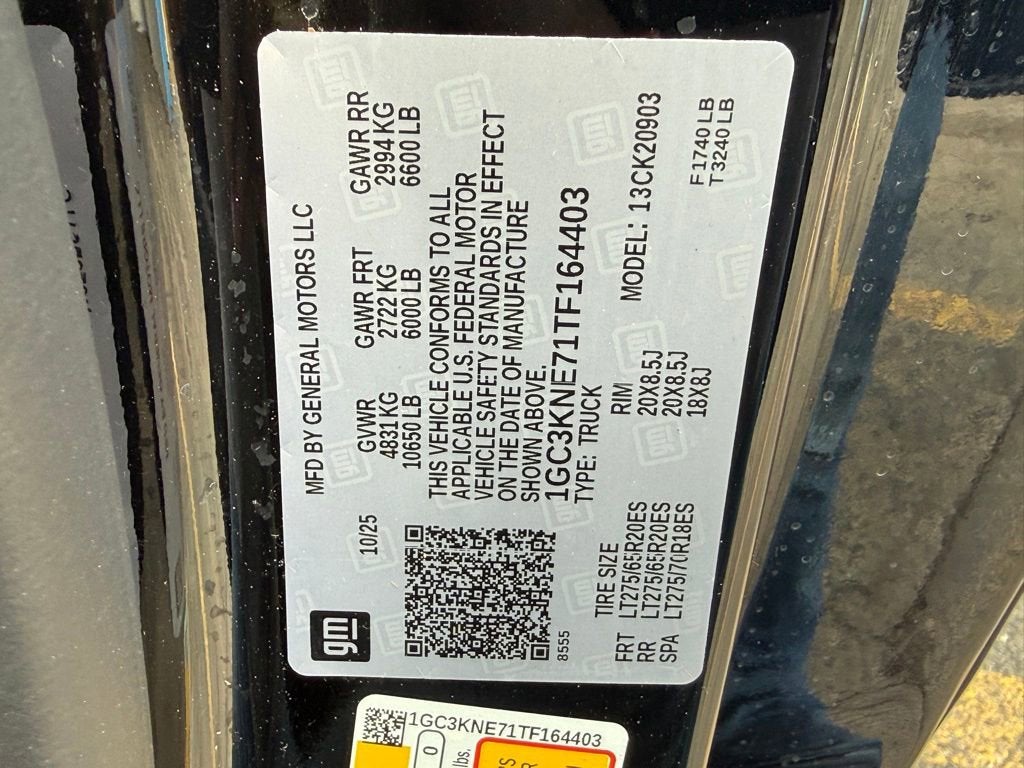 gm
MFD BY GENERAL MOTORS LLC
10/25
GVWR GAWR FRT GAWR RR
4831 KG 2722 KG 2994 KG
10650 LB 6000 LB 6600 LB
THIS VEHICLE CONFORMS TO ALL
APPLICABLE U.S. FEDERAL MOTOR
VEHICLE SAFETY STANDARDS IN EFFECT
ON THE DATE OF MANUFACTURE
SHOWN ABOVE.
1GC3KNE71TF164403
TYPE: TRUCK
8555
TIRE SIZE RIM MODEL: 13CK20903
FRT LT275/65R20ES 20X8.5J
RR LT275/65R20ES 20X8.5J
SPA LT275/70R18ES 18X8J
F1740 LB
T3240 LB
1GC3KNE71TF164403
0
lbs.